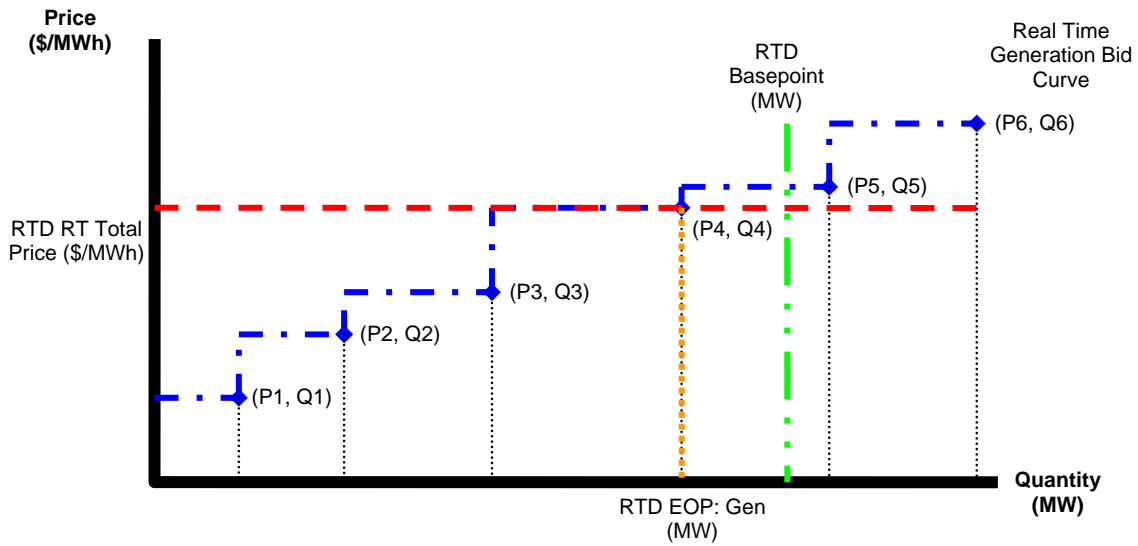 Price
($/MWh)
Real Time
Generation Bid
Curve
RTD
Basepoint
(MW)
(P6, Q6)
(P5, Q5)
RTD RT Total
Price ($/MWh)
(P4, Q4)
(P3, Q3)
(P2, Q2)
(P1, Q1)
Quantity
(MW)
RTD EOP: Gen
(MW)